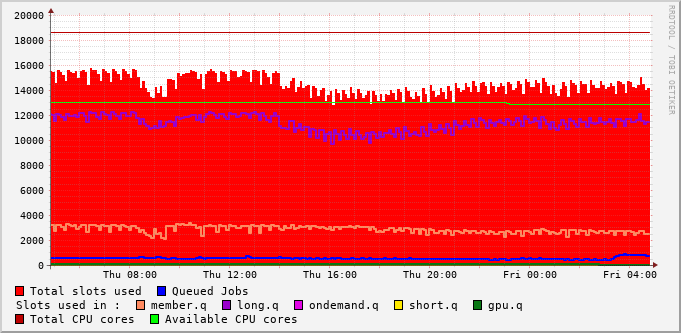 RRDTOOL / TOBI OETIKER
20000
18000
16000
14000
12000
10000
8000
6000
4000
2000
0
Thu 08:00 Thu 12:00 Thu 16:00 Thu 20:00 Fri 00:00 Fri 04:00
Total slots used Queued Jobs
Slots used in : member.q long.q ondemand.q short.q gpu.q
Total CPU cores Available CPU cores